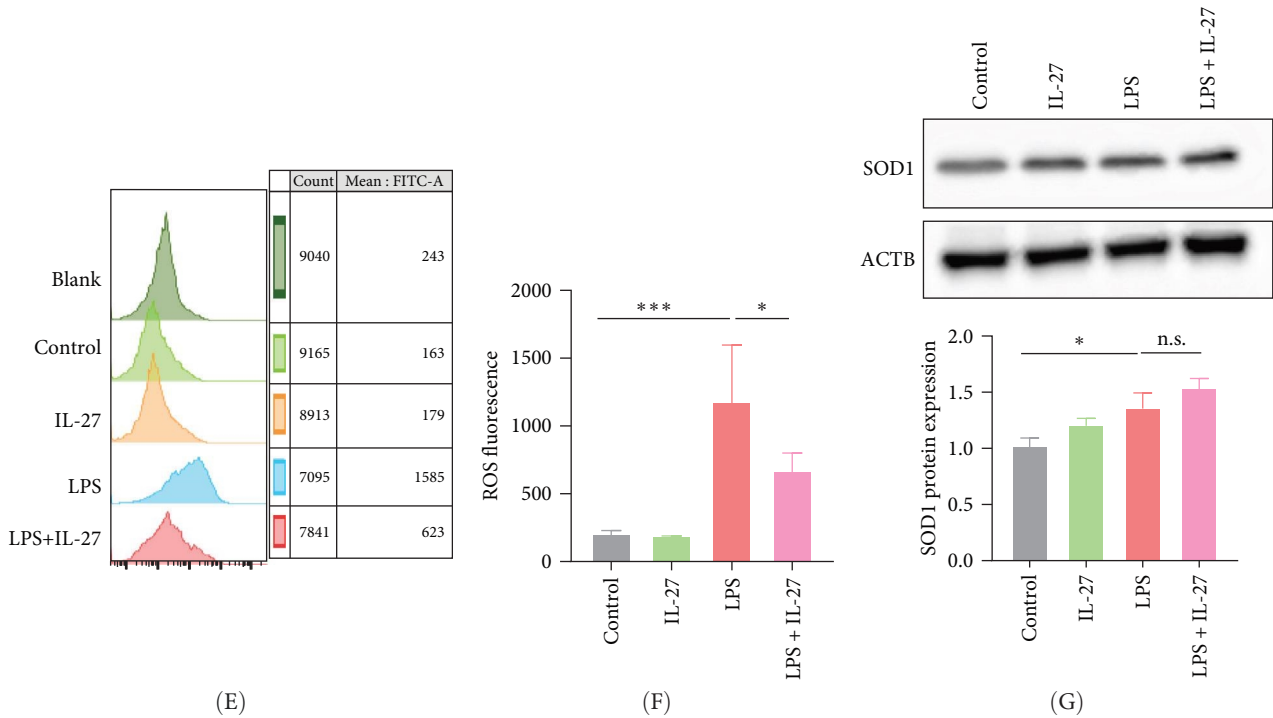 Count Mean : FITC-A
Blank 9040 243
Control 9165 163
IL-27 8913 179
LPS 7095 1585
LPS+IL-27 7841 623
(E)
ROS fluorescence
2000
1500
1000
500
0
***
*
Control
IL-27
LPS
LPS + IL-27
(F)
Control
IL-27
LPS
LPS + IL-27
SOD1
ACTB
SOD1 protein expression
2.0
1.5
1.0
0.5
0.0
*
n.s.
Control
IL-27
LPS
LPS + IL-27
(G)